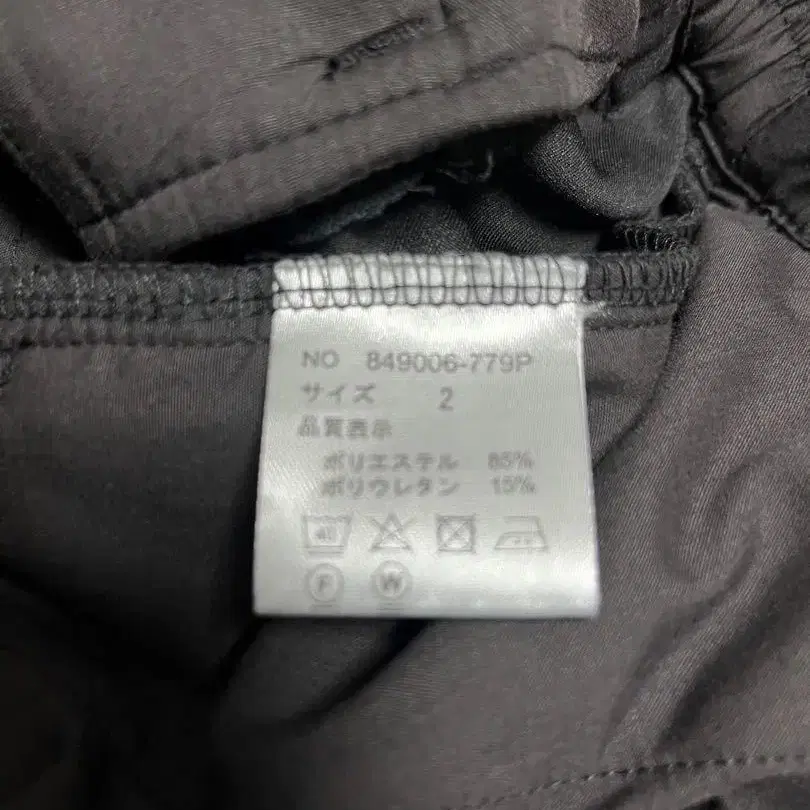 NO 849006-779P
サイズ 2
品質表示
ポリエステル 85%
ポリウレタン 15%
40
F W